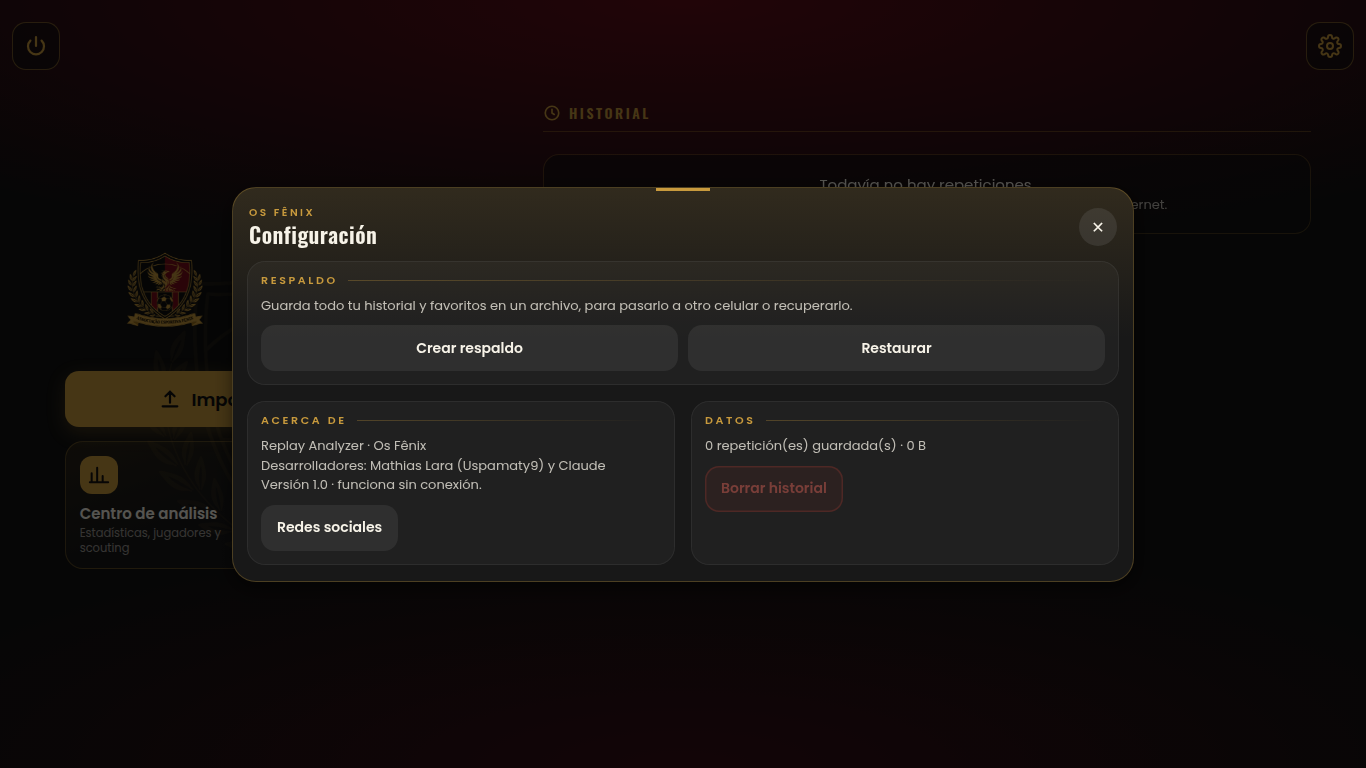 HISTORIAL
Todavía no hay repeticiones
ernet.
OS FÊNIX
Configuración
RESPALDO
Guarda todo tu historial y favoritos en un archivo, para pasarlo a otro celular o recuperarlo.
Crear respaldo
Restaurar
Impo
Centro de análisis
Estadísticas, jugadores y
scouting
ACERCA DE
Replay Analyzer · Os Fênix
Desarrolladores: Mathias Lara (Uspamaty9) y Claude
Versión 1.0 · funciona sin conexión.
Redes sociales
DATOS
0 repetición(es) guardada(s) · 0 B
Borrar historial